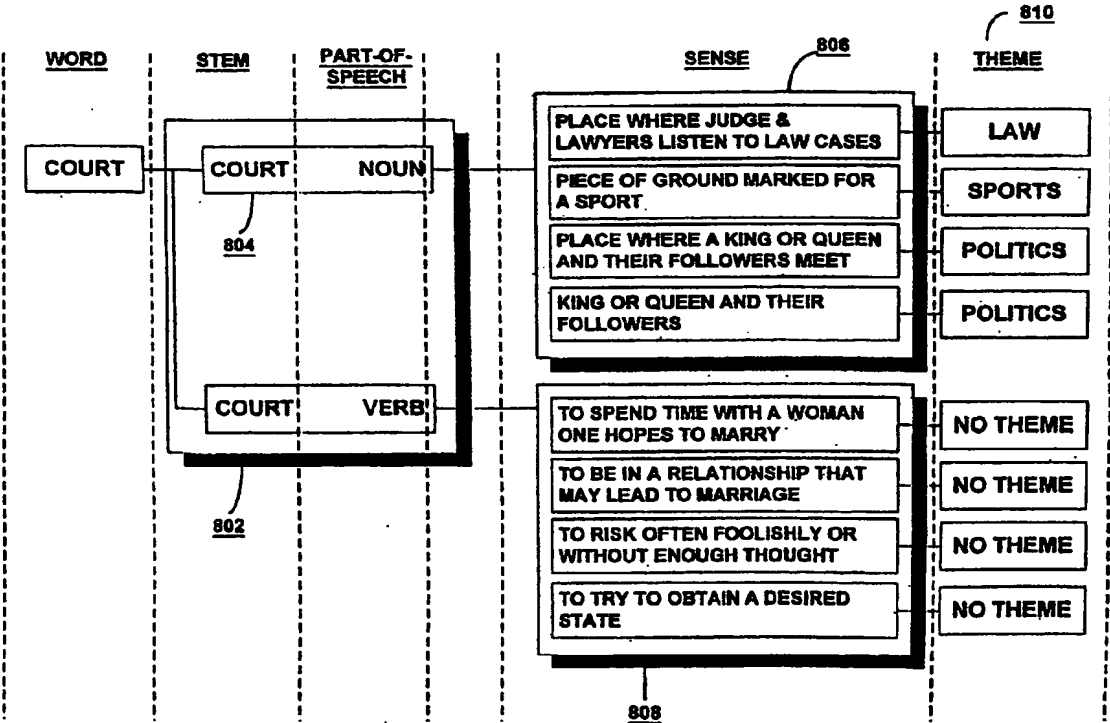 810
806
WORD
STEM
PART-OF-
SPEECH
SENSE
THEME
PLACE WHERE JUDGE &
LAWYERS LISTEN TO LAW CASES
LAW
COURT
COURT
NOUN
PIECE OF GROUND MARKED FOR
A SPORT
SPORTS
804
PLACE WHERE A KING OR QUEEN
AND THEIR FOLLOWERS MEET
POLITICS
KING OR QUEEN AND THEIR
FOLLOWERS
POLITICS
COURT
VERB
TO SPEND TIME WITH A WOMAN
ONE HOPES TO MARRY
NO THEME
TO BE IN A RELATIONSHIP THAT
MAY LEAD TO MARRIAGE
NO THEME
802
TO RISK OFTEN FOOLISHLY OR
WITHOUT ENOUGH THOUGHT
NO THEME
TO TRY TO OBTAIN A DESIRED
STATE
NO THEME
808